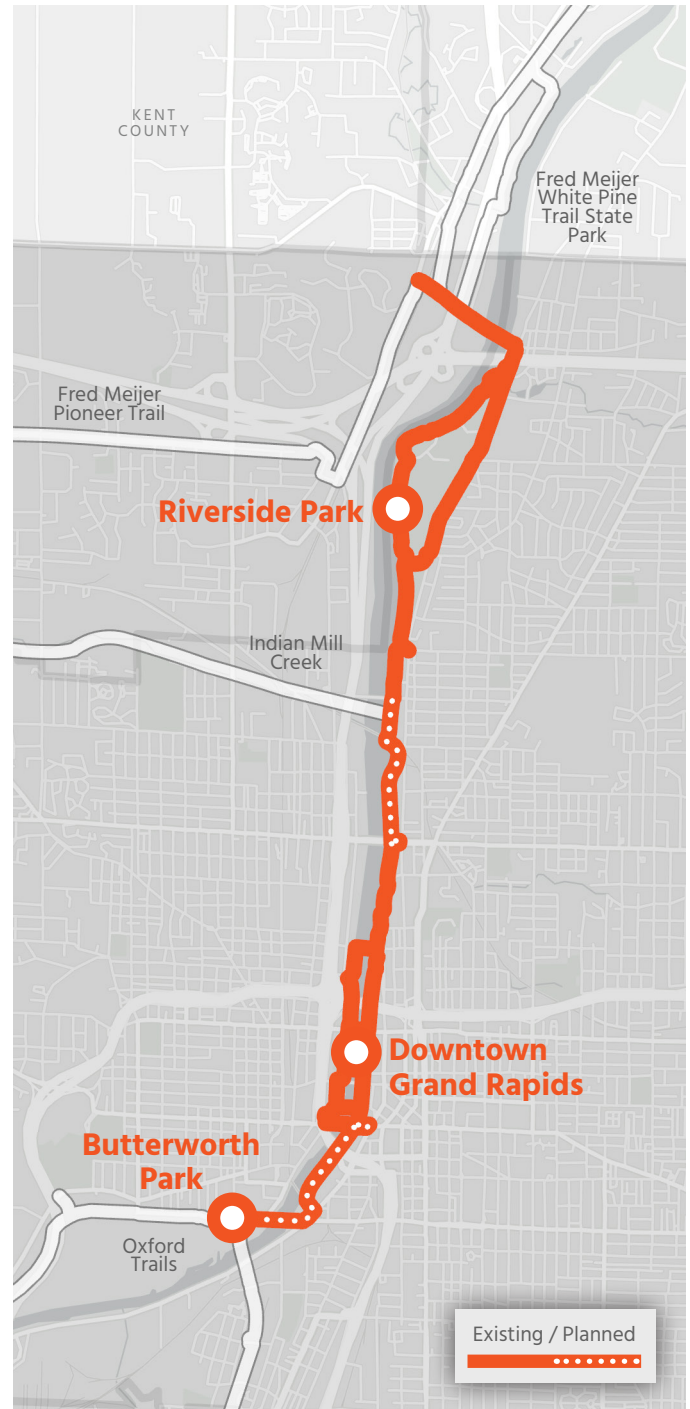 KENT
COUNTY
Fred Meijer
White Pine
Trail State
Park
Fred Meijer
Pioneer Trail
Riverside Park
Indian Mill
Creek
Downtown
Grand Rapids
Butterworth
Park
Oxford
Trails
Existing / Planned